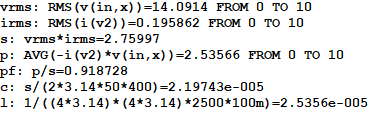 vrms: RMS(v(in,x))=14.0914 FROM 0 TO 10
irms: RMS(i(v2))=0.195862 FROM 0 TO 10
s: vrms*irms=2.75997
p: AVG(-i(v2)*v(in,x))=2.53566 FROM 0 TO 10
pf: p/s=0.918728
c: s/(2*3.14*50*400)=2.19743e-005
l: 1/((4*3.14)*(4*3.14)*2500*100m)=2.5356e-005